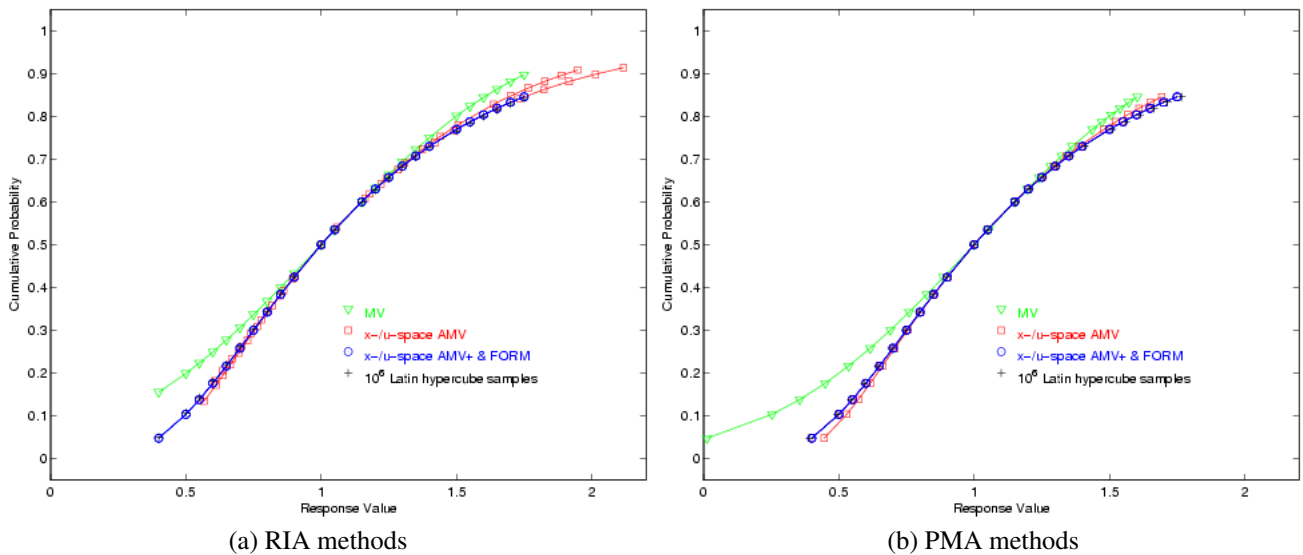 1
0.9
0.8
0.7
0.6
0.5
0.4
0.3
0.2
0.1
0
Cumulative Probability
MV
x-/u-space AMV
x-/u-space AMV+ & FORM
10^6 Latin hypercube samples
0 0.5 1 1.5 2
Response Value
(a) RIA methods
1
0.9
0.8
0.7
0.6
0.5
0.4
0.3
0.2
0.1
0
Cumulative Probability
MV
x-/u-space AMV
x-/u-space AMV+ & FORM
10^6 Latin hypercube samples
0 0.5 1 1.5 2
Response Value
(b) PMA methods